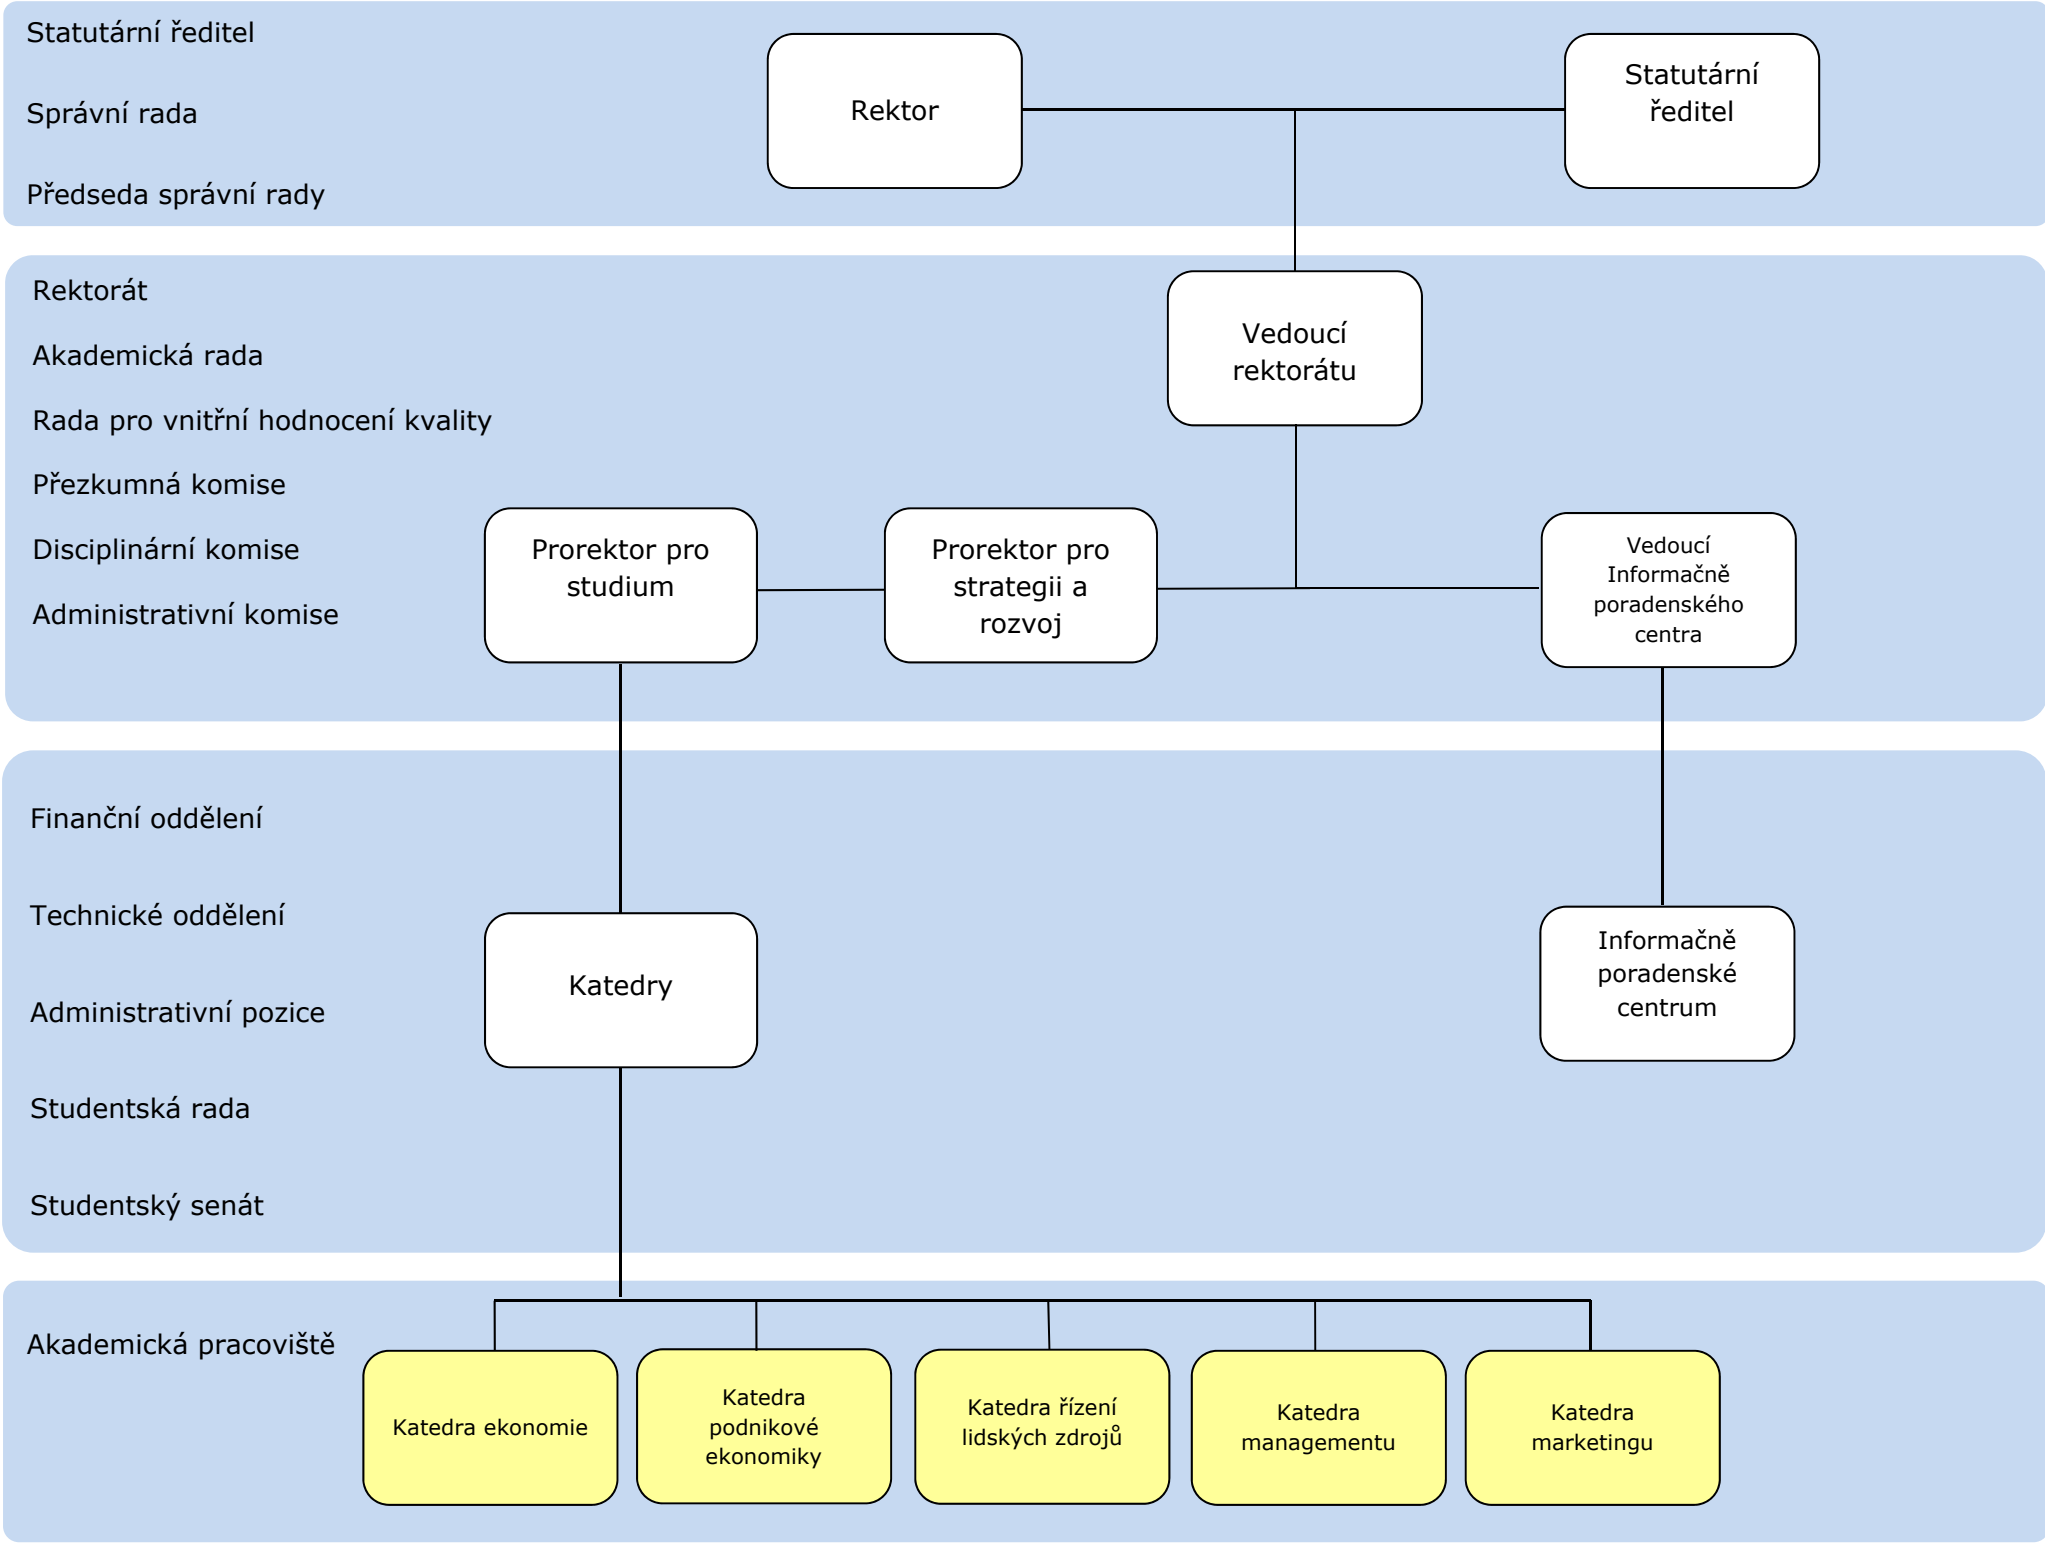 Statutární ředitel
Správní rada
Předseda správní rady
Rektor
Statutární
ředitel
Rektorát
Akademická rada
Rada pro vnitřní hodnocení kvality
Přezkumná komise
Disciplinární komise
Administrativní komise
Vedoucí
rektorátu
Prorektor pro
studium
Prorektor pro
strategii a
rozvoj
Vedoucí
Informačně
poradenského
centra
Finanční oddělení
Technické oddělení
Administrativní pozice
Studentská rada
Studentský senát
Katedry
Informačně
poradenské
centrum
Akademická pracoviště
Katedra ekonomie
Katedra
podnikové
ekonomiky
Katedra řízení
lidských zdrojů
Katedra
managementu
Katedra
marketingu